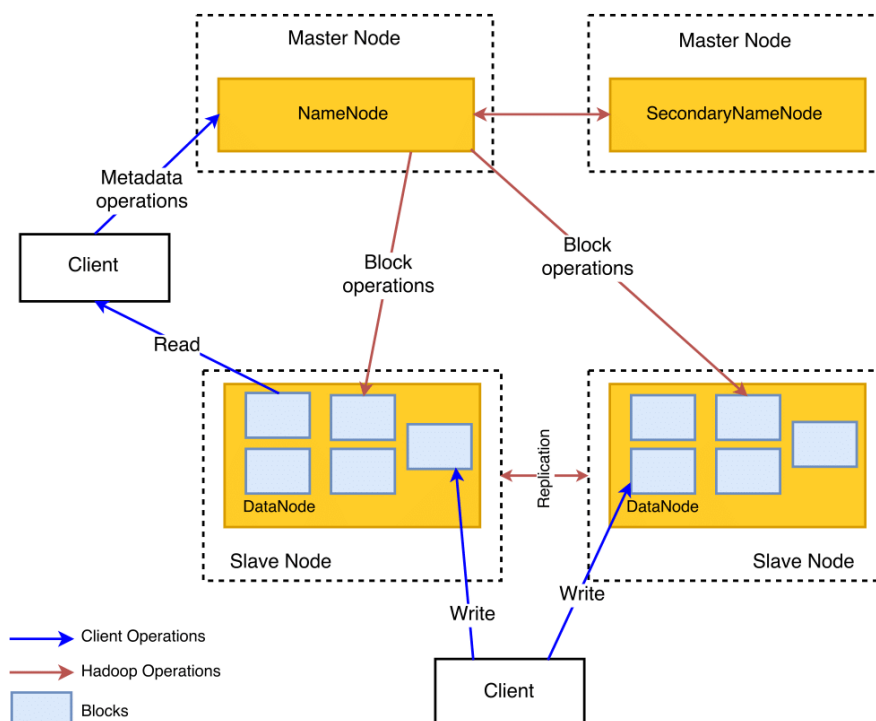 Master Node
Master Node
NameNode
SecondaryNameNode
Metadata
operations
Client
Block
operations
Block
operations
Read
Replication
DataNode
DataNode
Slave Node
Slave Node
Write
Write
Client Operations
Hadoop Operations
Client
Blocks